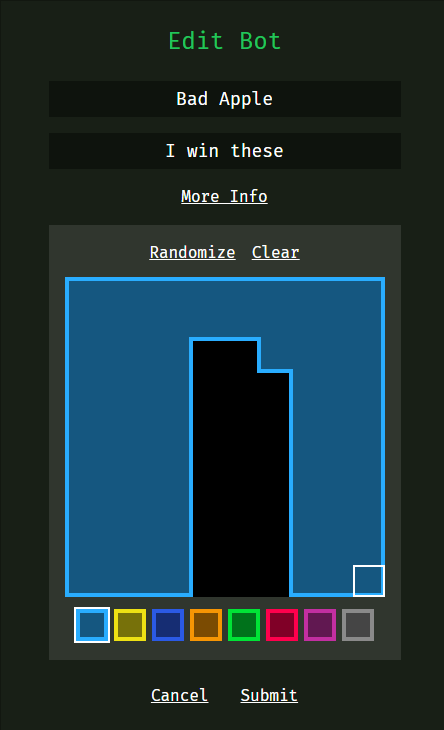 Edit Bot
Bad Apple
I win these
More Info
Randomize Clear
Cancel Submit